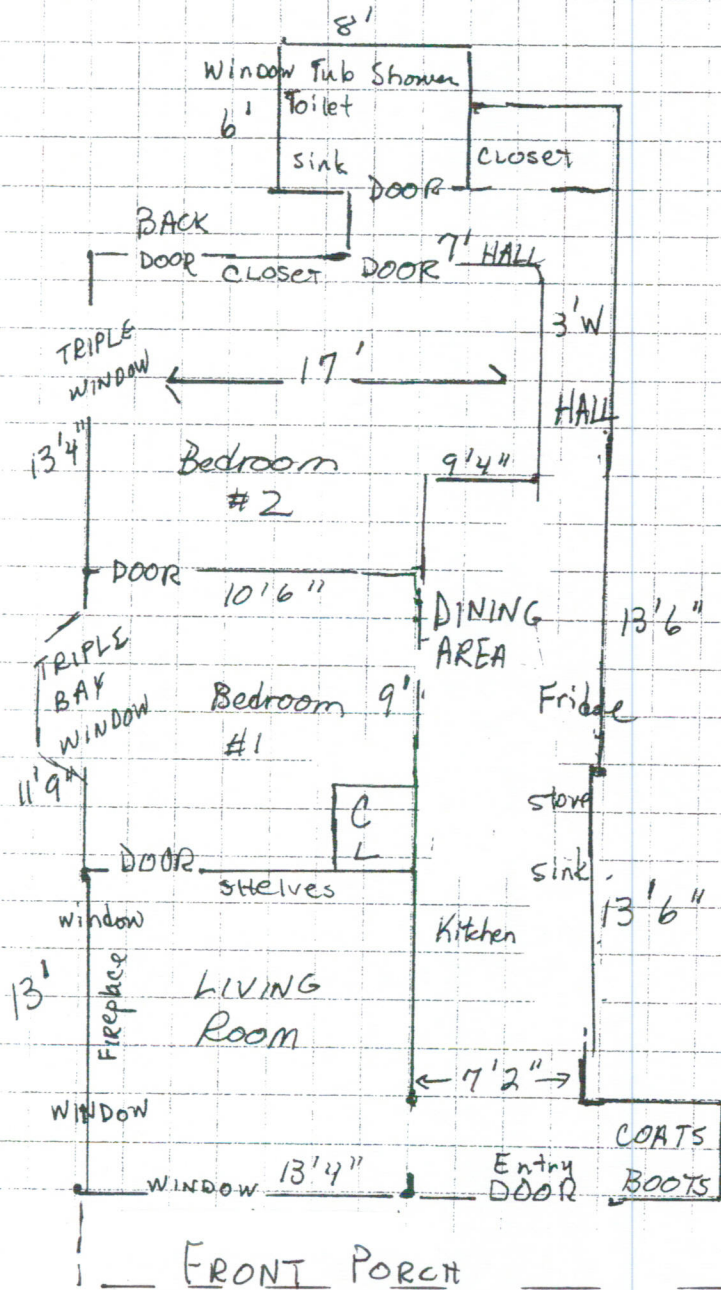 8'
Window Tub Shower
Toilet
6'
sink
CLOSET
DOOR
BACK
DOOR
CLOSET
DOOR
7' HALL
3'W
TRIPLE
WINDOW
17'
HALL
13'4"
Bedroom
#2
9'4"
DOOR
10'6"
DINING
AREA
13'6"
TRIPLE
BAY
WINDOW
Bedroom
#1
9'
Fridge
11'9"
C
L
stove
DOOR
SHELVES
sink
window
Kitchen
13'6"
13'
Fireplace
LIVING
Room
7'2"
WINDOW
COATS
BOOTS
WINDOW
13'4"
Entry
DOOR
FRONT PORCH